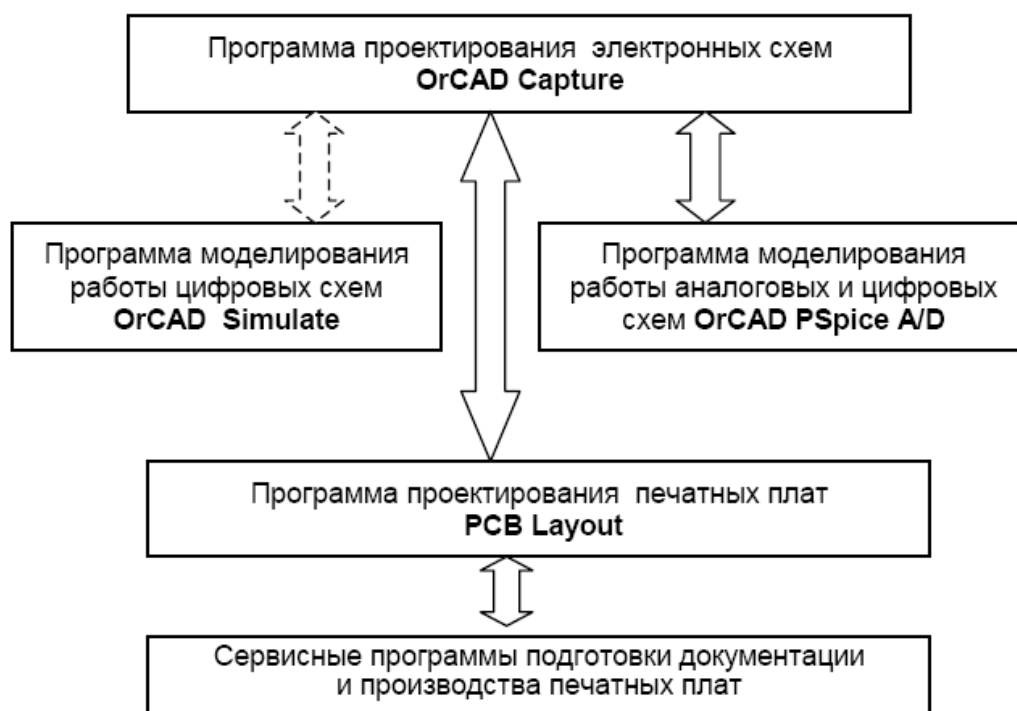 Программа проектирования электронных схем
OrCAD Capture
Программа моделирования
работы цифровых схем
OrCAD Simulate
Программа моделирования
работы аналоговых и цифровых
схем OrCAD PSpice A/D
Программа проектирования печатных плат
PCB Layout
Сервисные программы подготовки документации
и производства печатных плат